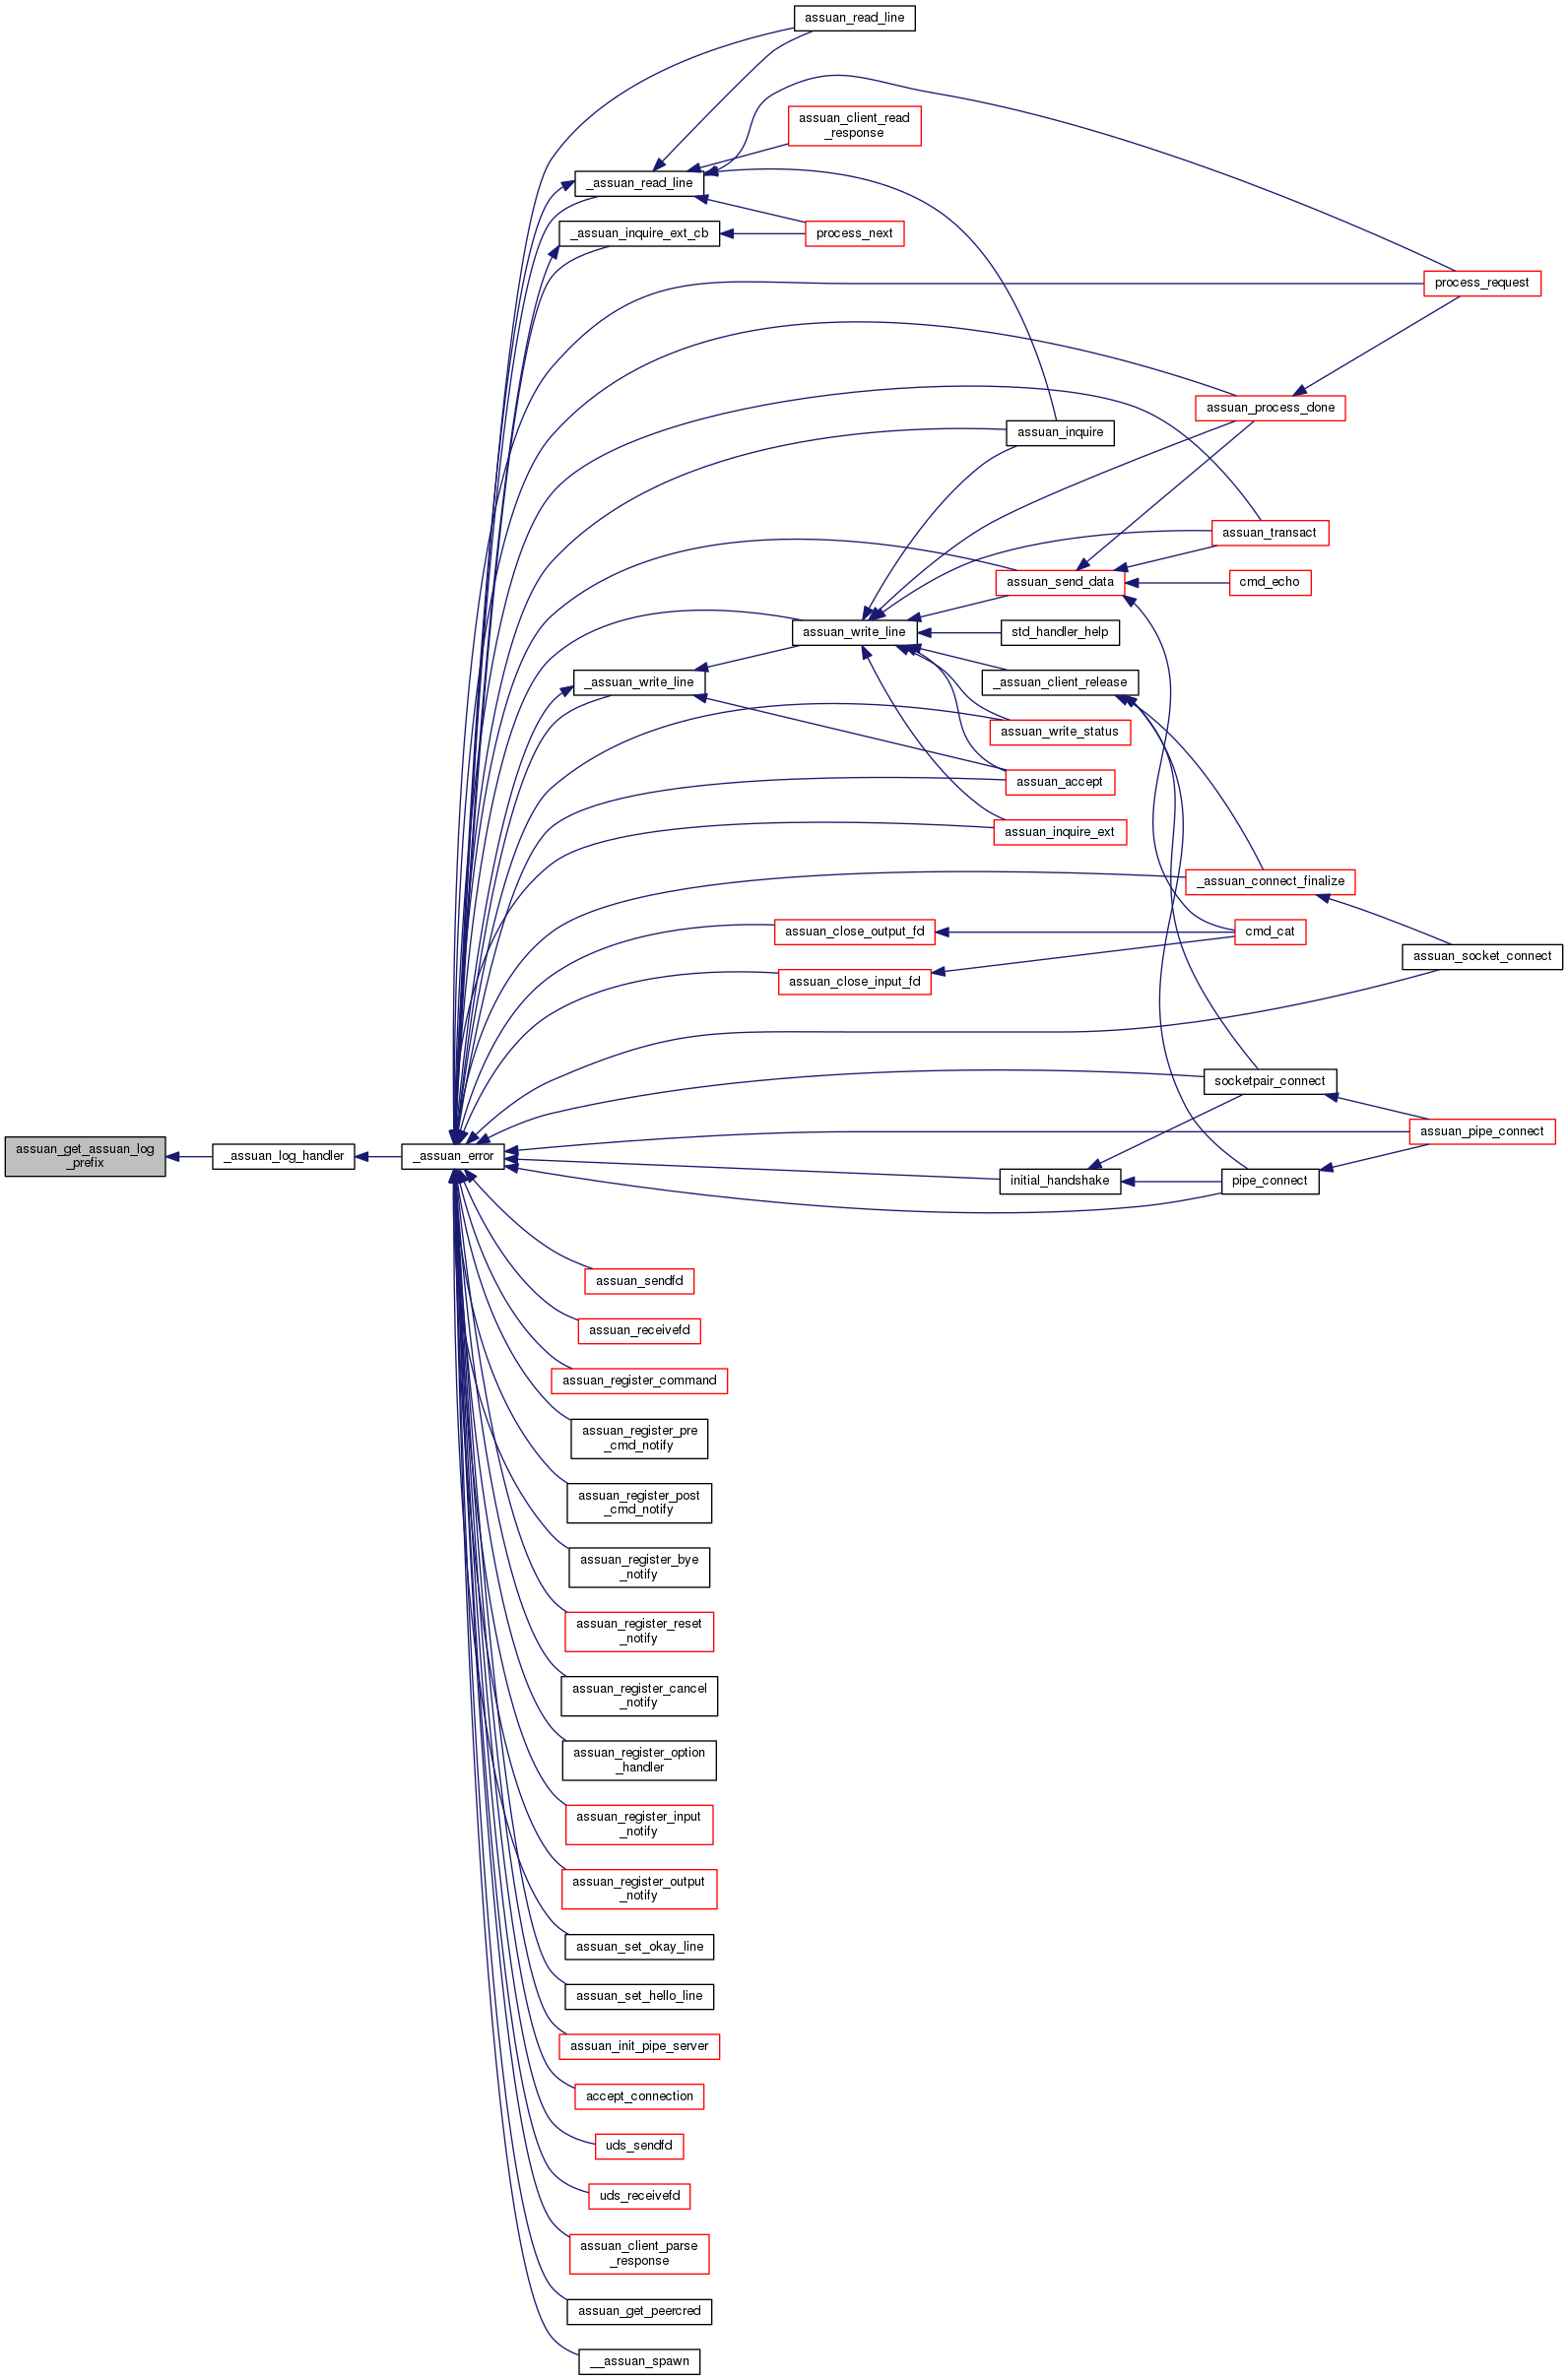 assuan_read_line
assuan_client_read
_response
_assuan_read_line
_assuan_inquire_ext_cb
process_next
process_request
assuan_process_done
assuan_inquire
assuan_transact
assuan_send_data
cmd_echo
assuan_write_line
std_handler_help
_assuan_write_line
_assuan_client_release
assuan_write_status
assuan_accept
assuan_inquire_ext
_assuan_connect_finalize
assuan_close_output_fd
cmd_cat
assuan_socket_connect
assuan_close_input_fd
socketpair_connect
assuan_pipe_connect
assuan_get_assuan_log
_prefix
_assuan_log_handler
_assuan_error
initial_handshake
pipe_connect
assuan_sendfd
assuan_receivefd
assuan_register_command
assuan_register_pre
_cmd_notify
assuan_register_post
_cmd_notify
assuan_register_bye
_notify
assuan_register_reset
_notify
assuan_register_cancel
_notify
assuan_register_option
_handler
assuan_register_input
_notify
assuan_register_output
_notify
assuan_set_okay_line
assuan_set_hello_line
assuan_init_pipe_server
accept_connection
uds_sendfd
uds_receivefd
assuan_client_parse
_response
assuan_get_peercred
__assuan_spawn